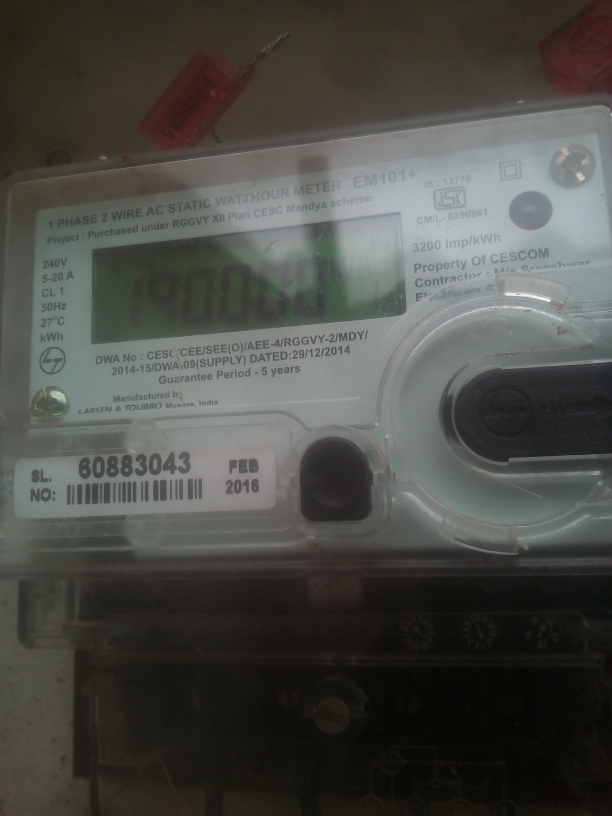 1 PHASE 2 WIRE AC STATIC WATTHOUR METER EM101+
Project : Purchased under RGGVY XII Plan CESC Mandya scheme
IS : 13779
CM/L - 6290861
240V
5-20 A
CL 1
50Hz
27°C
kWh
3200 imp/kWh
Property Of CESCOM
Contractor : M/s
DWA No : CESC/CEE/SEE(O)/AEE-4/RGGVY-2/MDY/
2014-15/DWA-09(SUPPLY) DATED:29/12/2014
Guarantee Period - 5 years
Manufactured by
LARSEN & TOUBRO Mysore, India
SL. NO: 60883043
FEB
2016